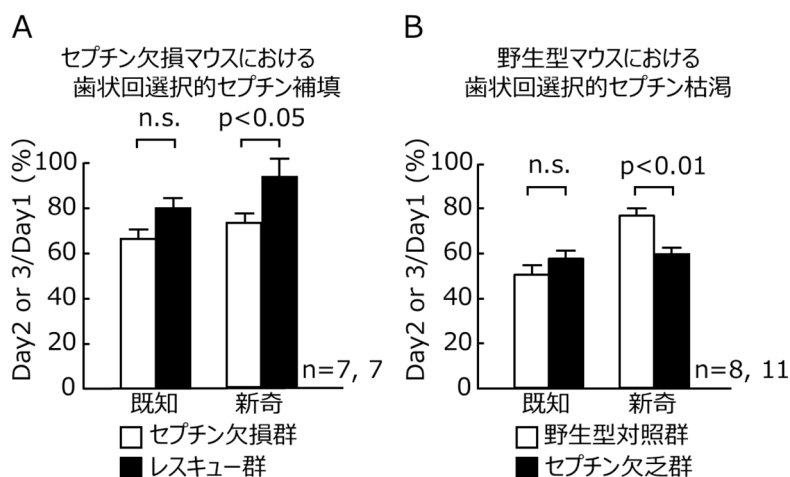 A
セプチン欠損マウスにおける
歯状回選択的セプチン補填
n.s.
p<0.05
Day2 or 3/Day1 (%)
100
80
60
40
20
0
n=7, 7
既知
新奇
セプチン欠損群
レスキュー群
B
野生型マウスにおける
歯状回選択的セプチン枯渇
n.s.
p<0.01
Day2 or 3/Day1 (%)
100
80
60
40
20
0
n=8, 11
既知
新奇
野生型対照群
セプチン欠乏群